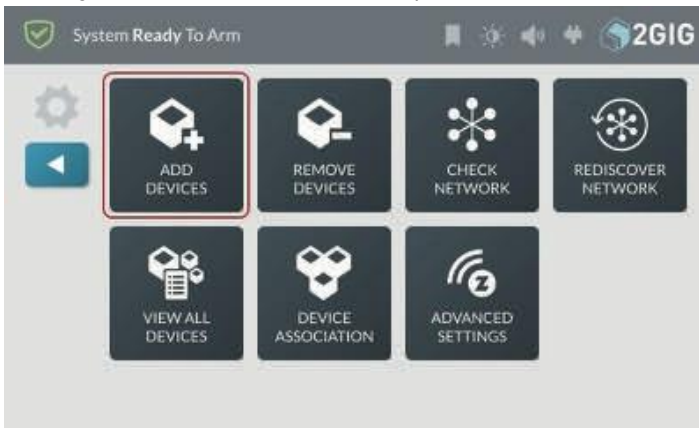 System Ready To Arm
2GIG
ADD
DEVICES
REMOVE
DEVICES
CHECK
NETWORK
REDISCOVER
NETWORK
VIEW ALL
DEVICES
DEVICE
ASSOCIATION
ADVANCED
SETTINGS
Z